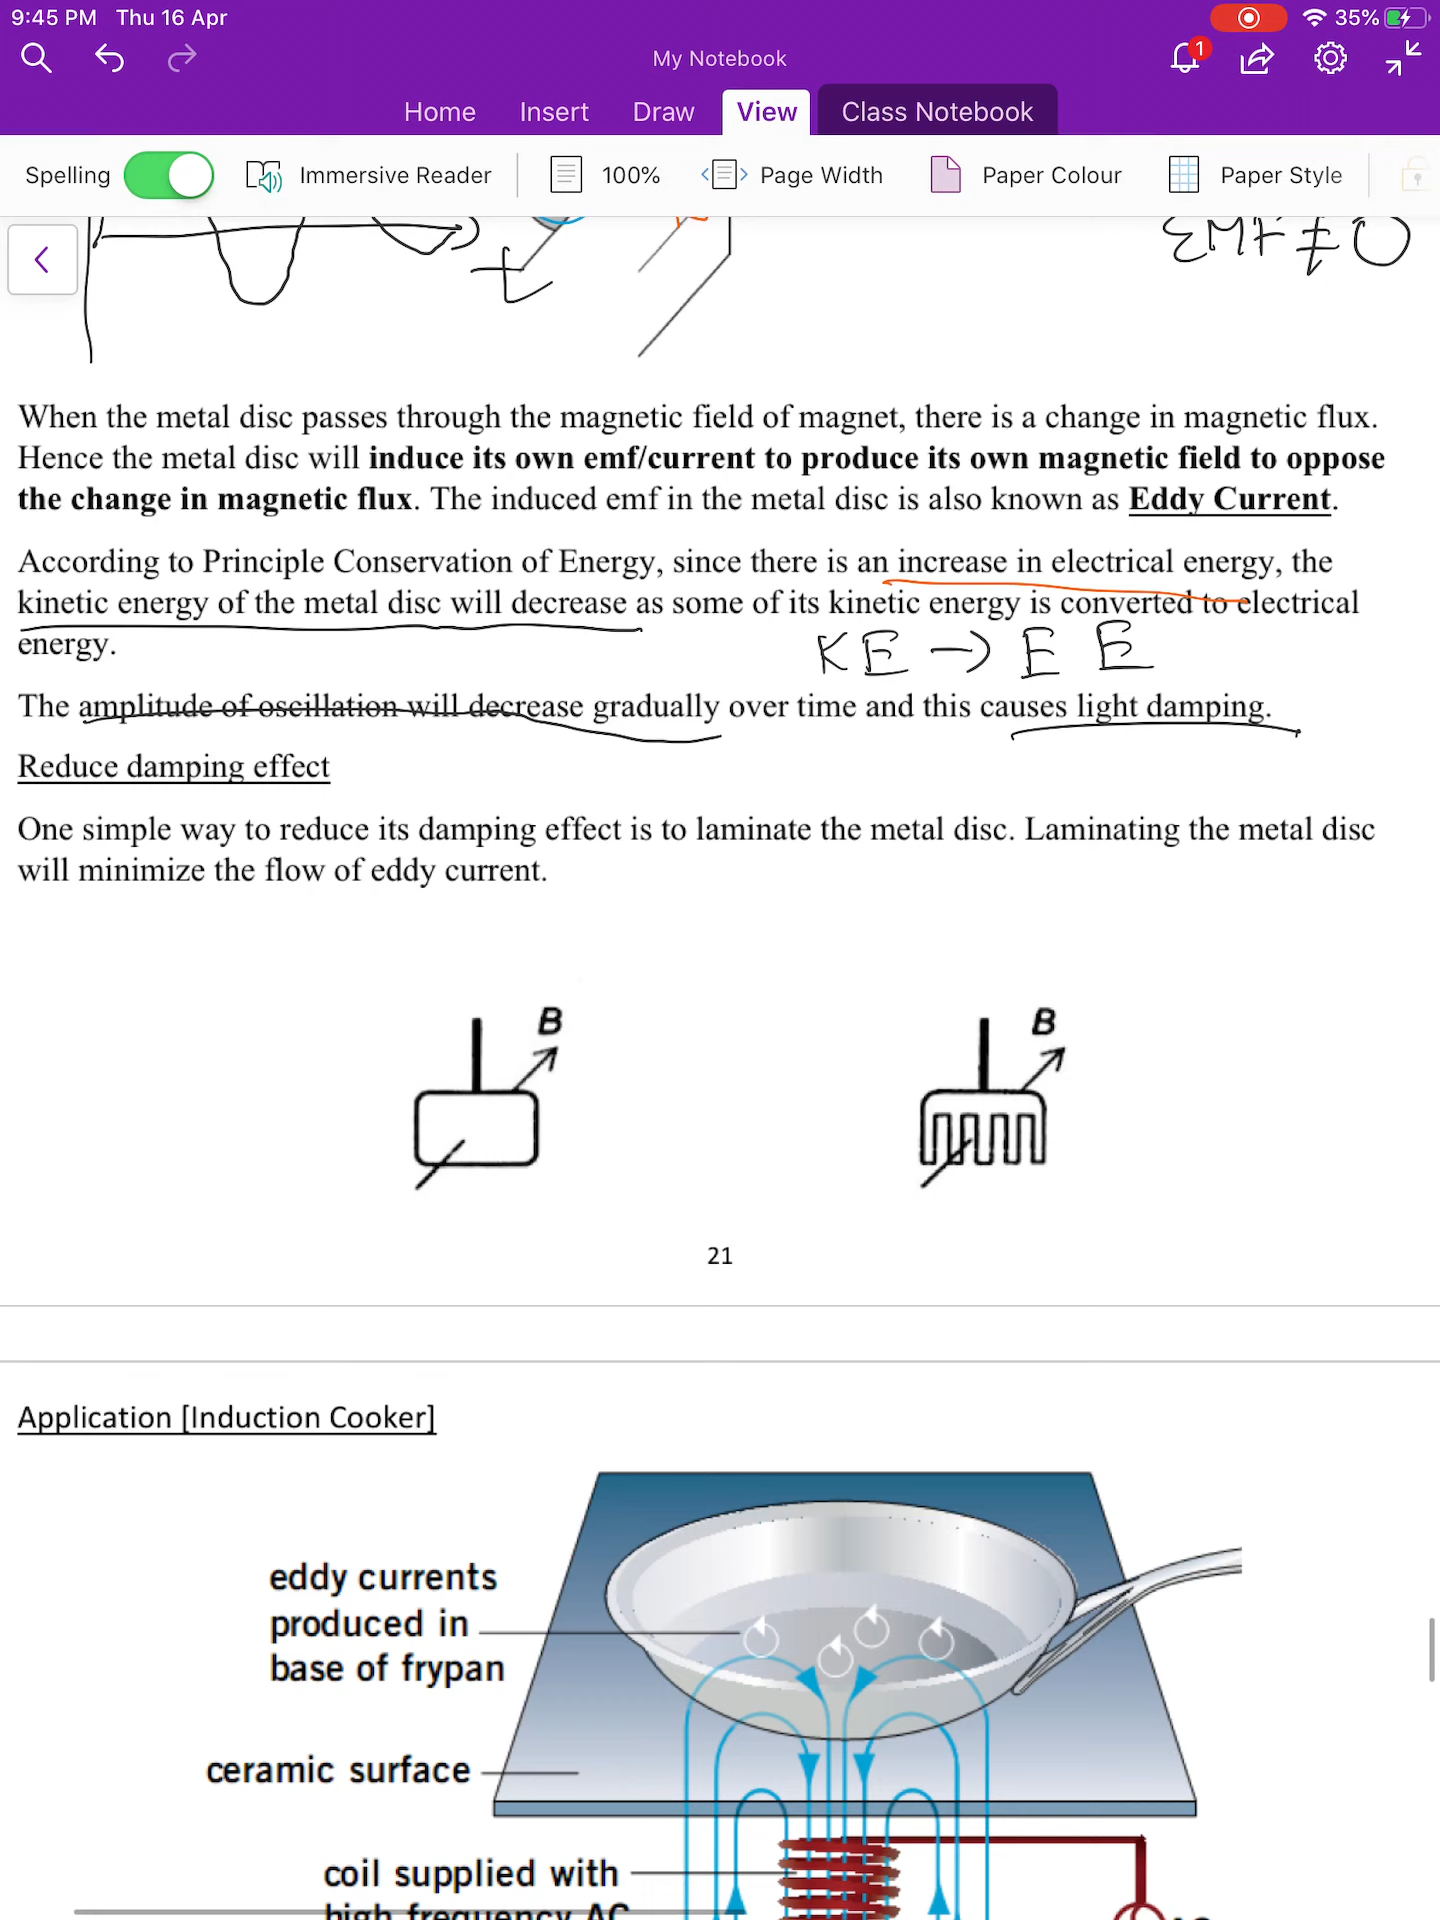 9:45 PM Thu 16 Apr
35%
My Notebook
1
Home Insert Draw View Class Notebook
Spelling Immersive Reader 100% Page Width Paper Colour Paper Style
EMF ≠ 0
t
When the metal disc passes through the magnetic field of magnet, there is a change in magnetic flux.
Hence the metal disc will induce its own emf/current to produce its own magnetic field to oppose
the change in magnetic flux. The induced emf in the metal disc is also known as Eddy Current.
According to Principle Conservation of Energy, since there is an increase in electrical energy, the
kinetic energy of the metal disc will decrease as some of its kinetic energy is converted to electrical
energy.
KE → EE
The amplitude of oscillation will decrease gradually over time and this causes light damping.
Reduce damping effect
One simple way to reduce its damping effect is to laminate the metal disc. Laminating the metal disc
will minimize the flow of eddy current.
B B
21
Application [Induction Cooker]
eddy currents
produced in
base of frypan
ceramic surface
coil supplied with
high frequency AC